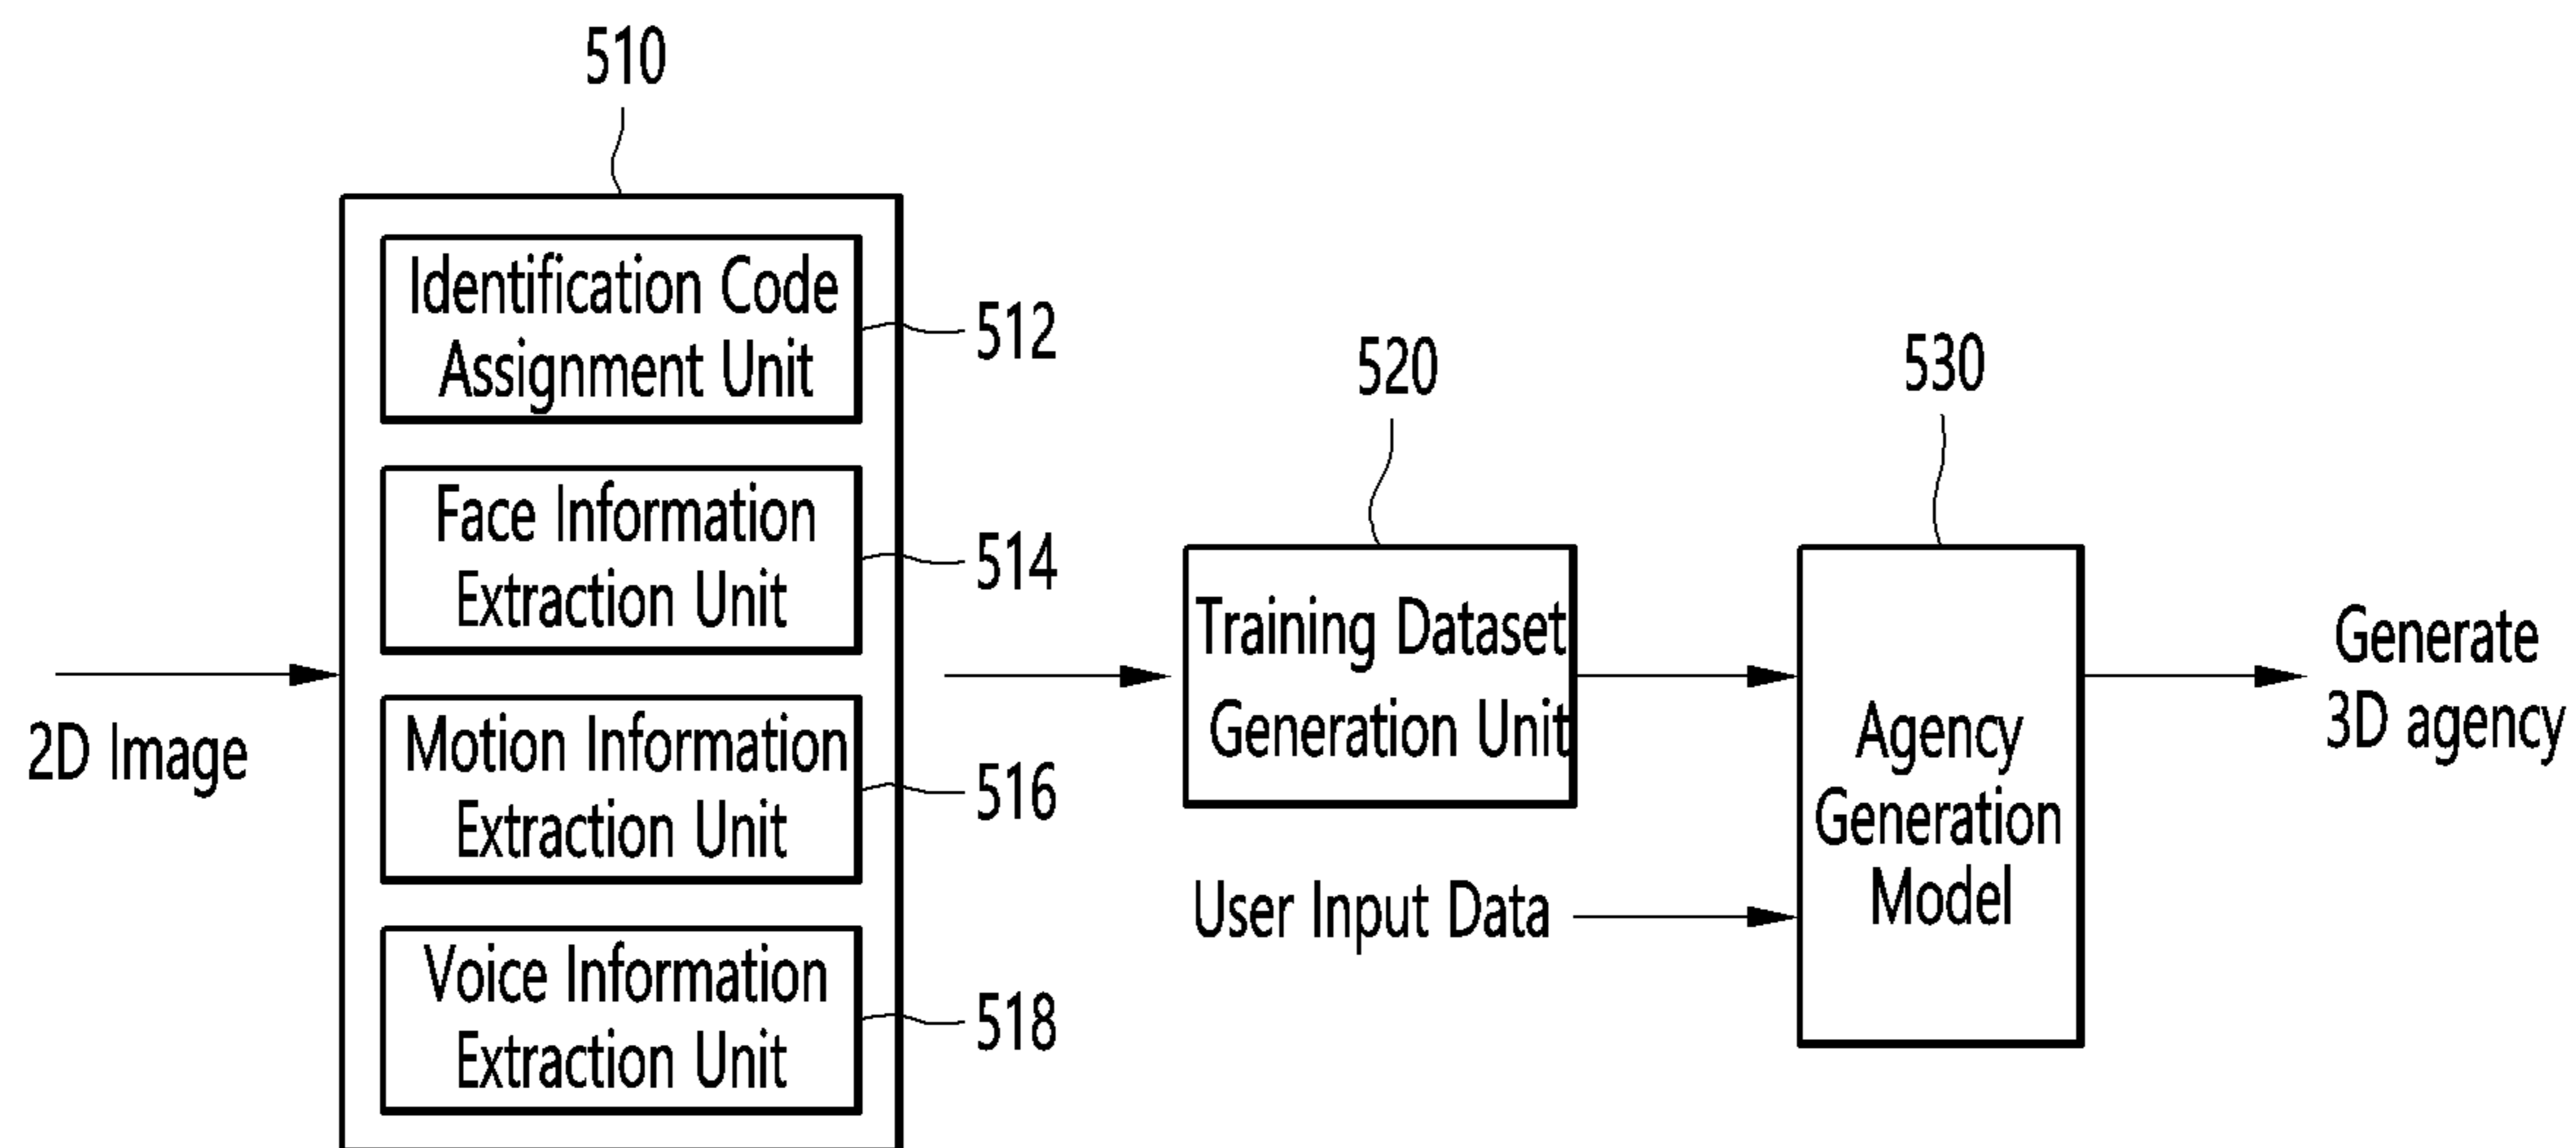 510
Identification Code
Assignment Unit
512
Face Information
Extraction Unit
514
Motion Information
Extraction Unit
516
Voice Information
Extraction Unit
518
2D Image
520
Training Dataset
Generation Unit
User Input Data
530
Agency
Generation
Model
Generate
3D agency